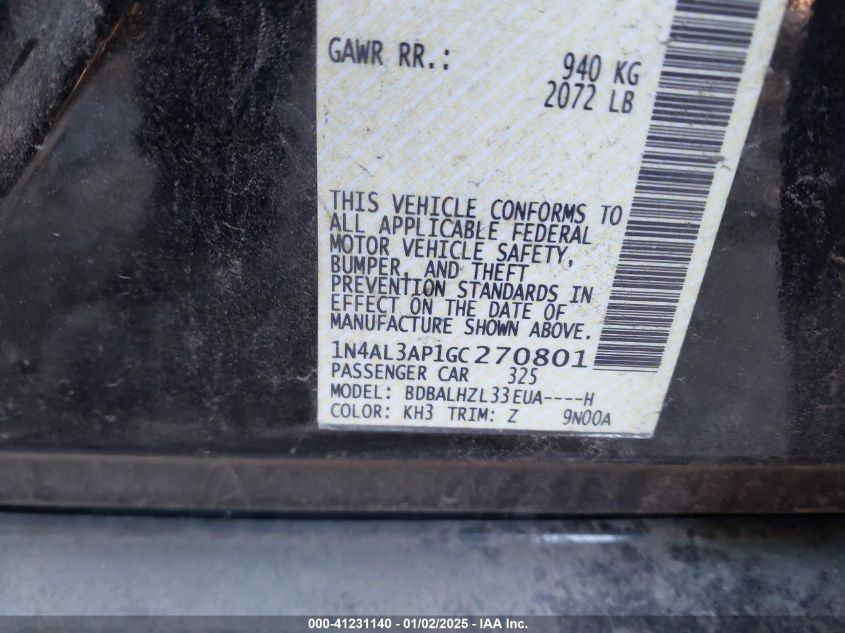 GAWR RR.: 940 KG
2072 LB
THIS VEHICLE CONFORMS TO
ALL APPLICABLE FEDERAL
MOTOR VEHICLE SAFETY,
BUMPER, AND THEFT
PREVENTION STANDARDS IN
EFFECT ON THE DATE OF
MANUFACTURE SHOWN ABOVE.
1N4AL3AP1GC270801
PASSENGER CAR 325
MODEL: BDBALHZL33EUA----H
COLOR: KH3 TRIM: Z 9N00A
000-41231140 - 01/02/2025 - IAA Inc.